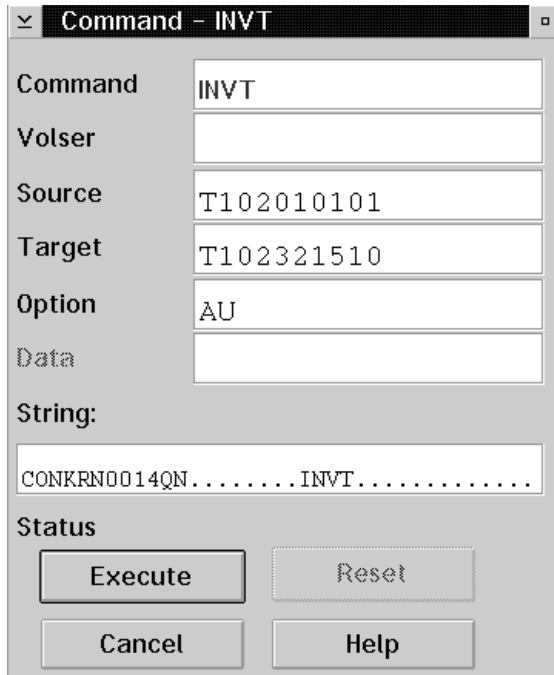 Command - INVT
Command INVT
Volser
Source T102010101
Target T102321510
Option AU
Data
String:
CONKRN0014QN........INVT.............
Status
Execute Reset
Cancel Help